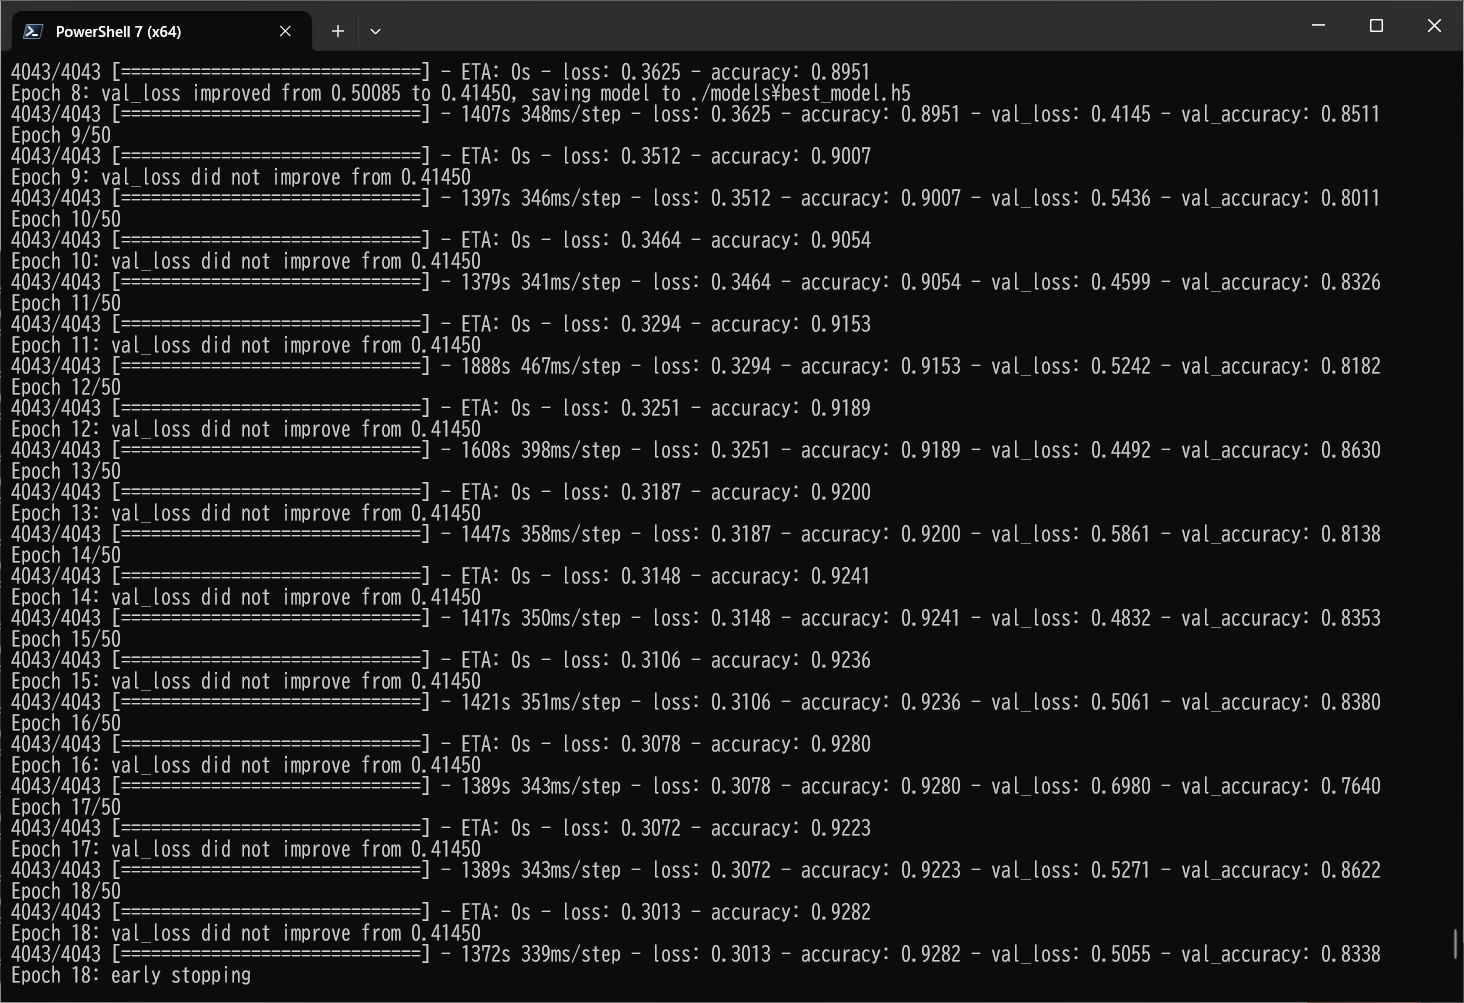 PowerShell 7 (x64)
4043/4043 [==============================] - ETA: 0s - loss: 0.3625 - accuracy: 0.8951
Epoch 8: val_loss improved from 0.50085 to 0.41450, saving model to ./models¥best_model.h5
4043/4043 [==============================] - 1407s 348ms/step - loss: 0.3625 - accuracy: 0.8951 - val_loss: 0.4145 - val_accuracy: 0.8511
Epoch 9/50
4043/4043 [==============================] - ETA: 0s - loss: 0.3512 - accuracy: 0.9007
Epoch 9: val_loss did not improve from 0.41450
4043/4043 [==============================] - 1397s 346ms/step - loss: 0.3512 - accuracy: 0.9007 - val_loss: 0.5436 - val_accuracy: 0.8011
Epoch 10/50
4043/4043 [==============================] - ETA: 0s - loss: 0.3464 - accuracy: 0.9054
Epoch 10: val_loss did not improve from 0.41450
4043/4043 [==============================] - 1379s 341ms/step - loss: 0.3464 - accuracy: 0.9054 - val_loss: 0.4599 - val_accuracy: 0.8326
Epoch 11/50
4043/4043 [==============================] - ETA: 0s - loss: 0.3294 - accuracy: 0.9153
Epoch 11: val_loss did not improve from 0.41450
4043/4043 [==============================] - 1888s 467ms/step - loss: 0.3294 - accuracy: 0.9153 - val_loss: 0.5242 - val_accuracy: 0.8182
Epoch 12/50
4043/4043 [==============================] - ETA: 0s - loss: 0.3251 - accuracy: 0.9189
Epoch 12: val_loss did not improve from 0.41450
4043/4043 [==============================] - 1608s 398ms/step - loss: 0.3251 - accuracy: 0.9189 - val_loss: 0.4492 - val_accuracy: 0.8630
Epoch 13/50
4043/4043 [==============================] - ETA: 0s - loss: 0.3187 - accuracy: 0.9200
Epoch 13: val_loss did not improve from 0.41450
4043/4043 [==============================] - 1447s 358ms/step - loss: 0.3187 - accuracy: 0.9200 - val_loss: 0.5861 - val_accuracy: 0.8138
Epoch 14/50
4043/4043 [==============================] - ETA: 0s - loss: 0.3148 - accuracy: 0.9241
Epoch 14: val_loss did not improve from 0.41450
4043/4043 [==============================] - 1417s 350ms/step - loss: 0.3148 - accuracy: 0.9241 - val_loss: 0.4832 - val_accuracy: 0.8353
Epoch 15/50
4043/4043 [==============================] - ETA: 0s - loss: 0.3106 - accuracy: 0.9236
Epoch 15: val_loss did not improve from 0.41450
4043/4043 [==============================] - 1421s 351ms/step - loss: 0.3106 - accuracy: 0.9236 - val_loss: 0.5061 - val_accuracy: 0.8380
Epoch 16/50
4043/4043 [==============================] - ETA: 0s - loss: 0.3078 - accuracy: 0.9280
Epoch 16: val_loss did not improve from 0.41450
4043/4043 [==============================] - 1389s 343ms/step - loss: 0.3078 - accuracy: 0.9280 - val_loss: 0.6980 - val_accuracy: 0.7640
Epoch 17/50
4043/4043 [==============================] - ETA: 0s - loss: 0.3072 - accuracy: 0.9223
Epoch 17: val_loss did not improve from 0.41450
4043/4043 [==============================] - 1389s 343ms/step - loss: 0.3072 - accuracy: 0.9223 - val_loss: 0.5271 - val_accuracy: 0.8622
Epoch 18/50
4043/4043 [==============================] - ETA: 0s - loss: 0.3013 - accuracy: 0.9282
Epoch 18: val_loss did not improve from 0.41450
4043/4043 [==============================] - 1372s 339ms/step - loss: 0.3013 - accuracy: 0.9282 - val_loss: 0.5055 - val_accuracy: 0.8338
Epoch 18: early stopping